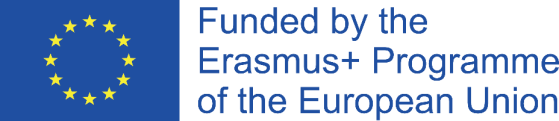 Funded by the
Erasmus+ Programme
of the European Union